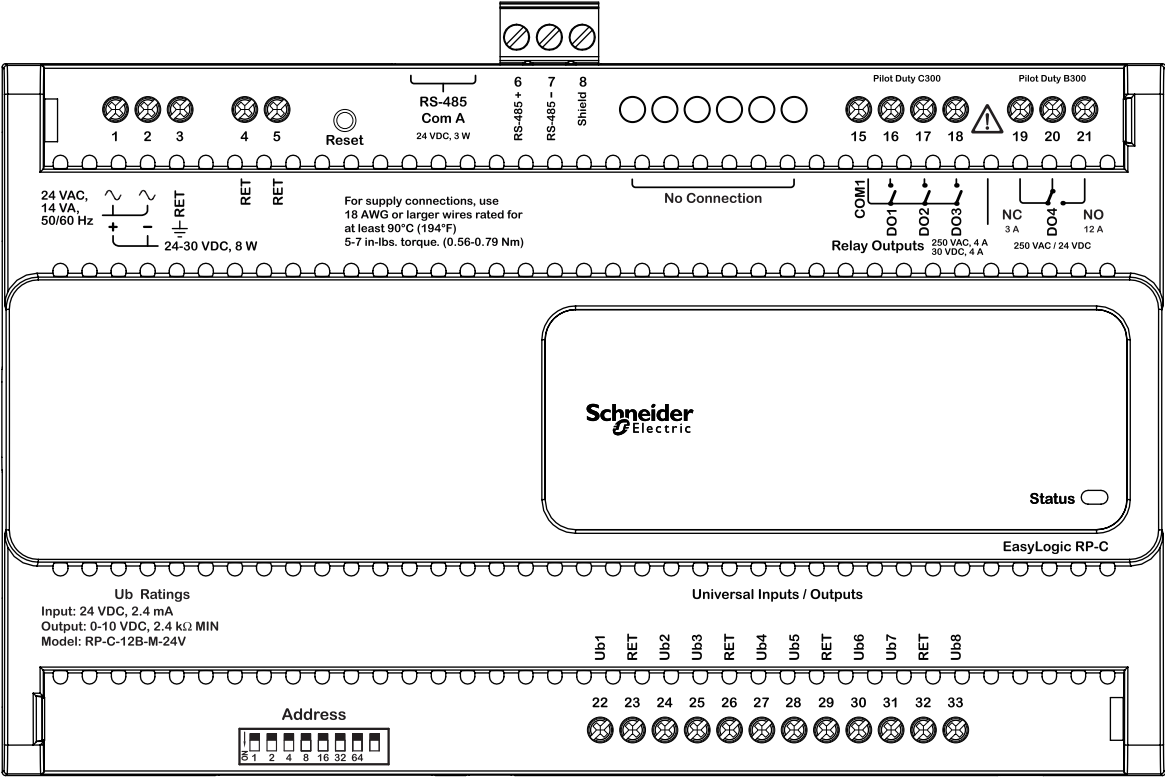 6 7 8
RS-485 +
RS-485 –
Shield
RS-485
Com A
24 VDC, 3 W
Pilot Duty C300
Pilot Duty B300
1 2 3 4 5
Reset
15 16 17 18 19 20 21
24 VAC,
14 VA,
50/60 Hz
+ –
24-30 VDC, 8 W
RET
RET
RET
For supply connections, use
18 AWG or larger wires rated for
at least 90°C (194°F)
5-7 in-lbs. torque. (0.56-0.79 Nm)
No Connection
COM1
DO1
DO2
DO3
Relay Outputs
250 VAC, 4 A
30 VDC, 4 A
NC
3 A
DO4
NO
12 A
250 VAC / 24 VDC
Schneider
Electric
Status
EasyLogic RP-C
Ub Ratings
Input: 24 VDC, 2.4 mA
Output: 0-10 VDC, 2.4 kΩ MIN
Model: RP-C-12B-M-24V
Universal Inputs / Outputs
Ub1 RET Ub2 Ub3 RET Ub4 Ub5 RET Ub6 Ub7 RET Ub8
22 23 24 25 26 27 28 29 30 31 32 33
Address
ON
1 2 4 8 16 32 64